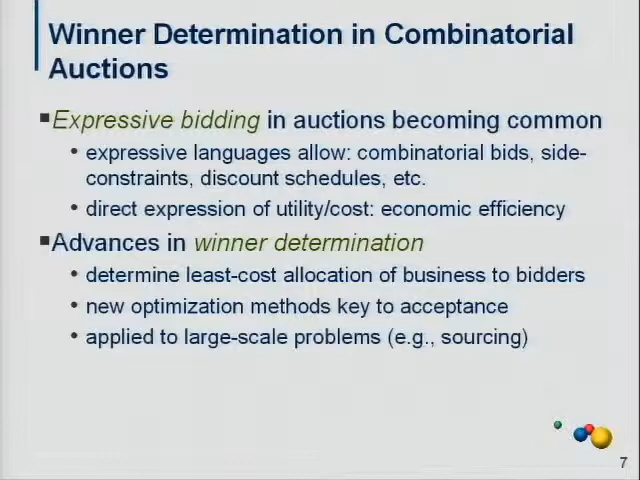 Winner Determination in Combinatorial
Auctions
▪Expressive bidding in auctions becoming common
• expressive languages allow: combinatorial bids, side-
constraints, discount schedules, etc.
• direct expression of utility/cost: economic efficiency
▪Advances in winner determination
• determine least-cost allocation of business to bidders
• new optimization methods key to acceptance
• applied to large-scale problems (e.g., sourcing)
7